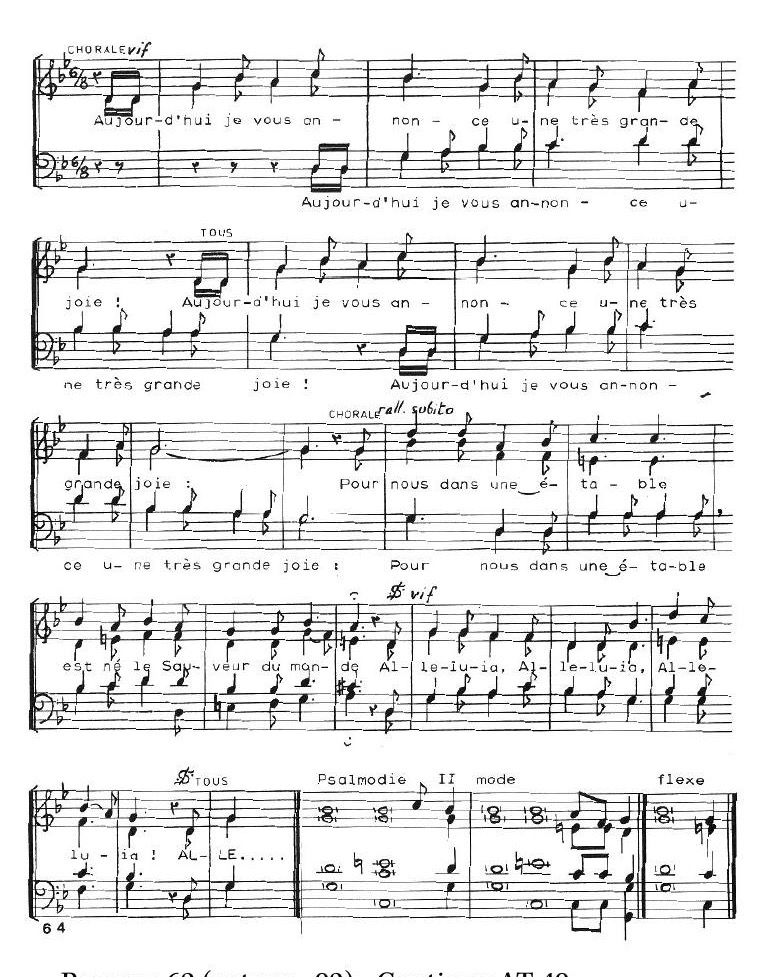 CHORALE vif
6/8
Aujour-d'hui je vous an - non - ce u- ne très gran- de
6/8
Aujour-d'hui je vous an-non - ce u-
TOUS
joie ! Aujour-d'hui je vous an - non - ce u- ne très
ne très grande joie ! Aujour-d'hui je vous an-non -
CHORALE rall. subito
grande joie : Pour nous dans une é- ta - ble
ce u- ne très grande joie : Pour nous dans une é- ta-ble
vif
est né le Sau- veur du mon- de Al- le-lu-ia, Al- le-lu-ia, Al-le-
TOUS Psalmodie II mode flexe
lu - ia ! AL- LE.....
64